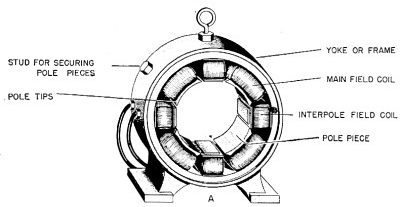 YOKE OR FRAME
STUD FOR SECURING
POLE PIECES
MAIN FIELD COIL
POLE TIPS
INTERPOLE FIELD COIL
POLE PIECE
A